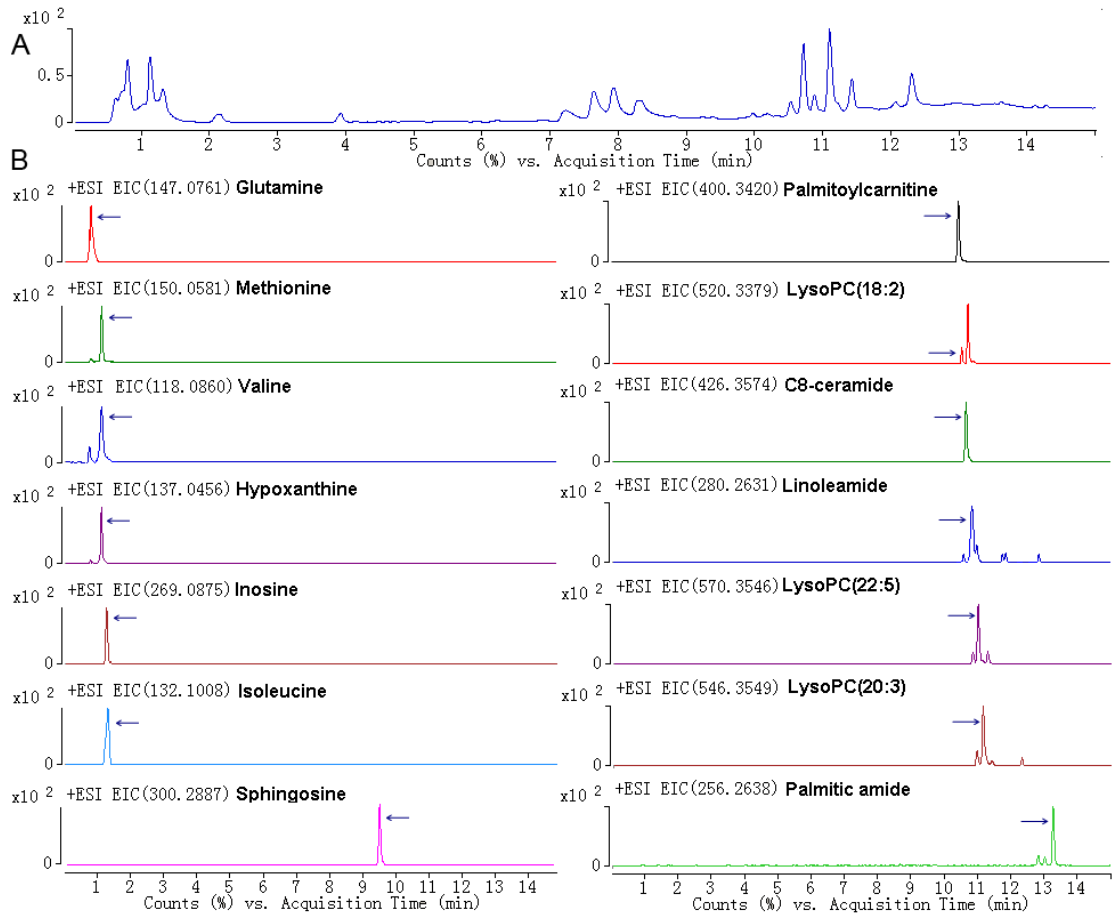 x10 2
A
0.5
0
1 2 3 4 5 6 7 8 9 10 11 12 13 14
Counts (%) vs. Acquisition Time (min)
B
x10 2 +ESI EIC(147.0761) Glutamine
0
x10 2 +ESI EIC(150.0581) Methionine
0
x10 2 +ESI EIC(118.0860) Valine
0
x10 2 +ESI EIC(137.0456) Hypoxanthine
0
x10 2 +ESI EIC(269.0875) Inosine
0
x10 2 +ESI EIC(132.1008) Isoleucine
0
x10 2 +ESI EIC(300.2887) Sphingosine
0
1 2 3 4 5 6 7 8 9 10 11 12 13 14
Counts (%) vs. Acquisition Time (min)
x10 2 +ESI EIC(400.3420) Palmitoylcarnitine
0
x10 2 +ESI EIC(520.3379) LysoPC(18:2)
0
x10 2 +ESI EIC(426.3574) C8-ceramide
0
x10 2 +ESI EIC(280.2631) Linoleamide
0
x10 2 +ESI EIC(570.3546) LysoPC(22:5)
0
x10 2 +ESI EIC(546.3549) LysoPC(20:3)
0
x10 2 +ESI EIC(256.2638) Palmitic amide
0
1 2 3 4 5 6 7 8 9 10 11 12 13
Counts (%) vs. Acquisition Time (min)